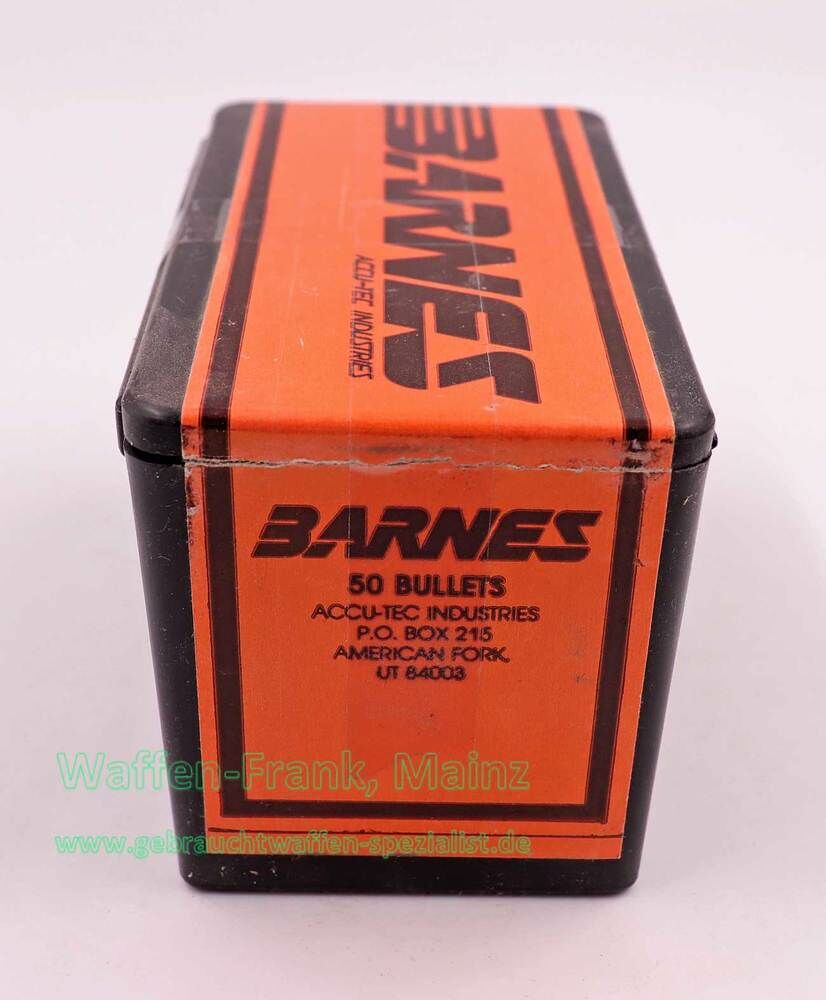 BARNES
ACCU-TEC INDUSTRIES
BARNES
50 BULLETS
ACCU-TEC INDUSTRIES
P.O. BOX 215
AMERICAN FORK,
UT 84003
Waffen-Frank, Mainz
www.gebrauchtwaffen-spezialist.de